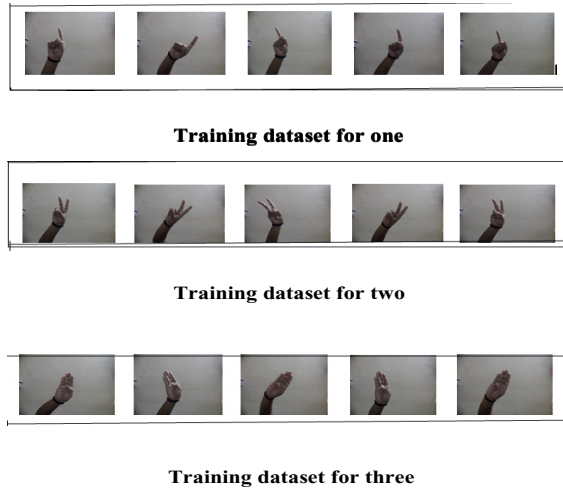 Training dataset for one
Training dataset for two
Training dataset for three